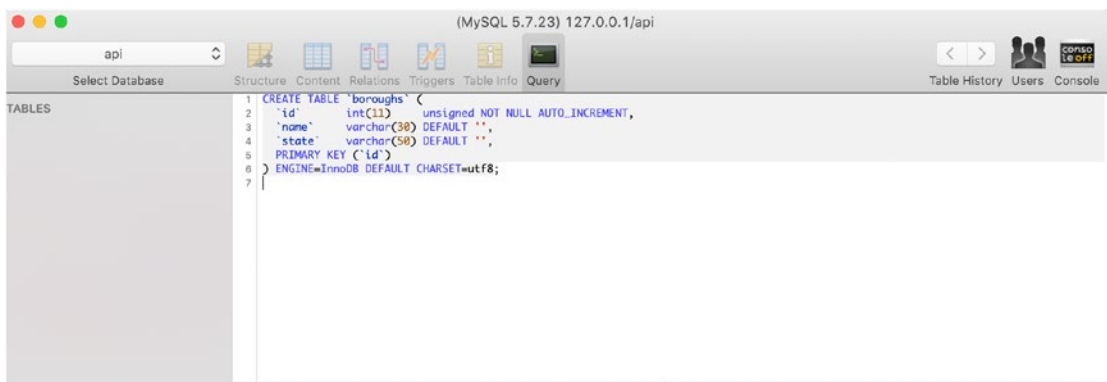 (MySQL 5.7.23) 127.0.0.1/api
api
Select Database
Structure Content Relations Triggers Table Info Query
Table History Users Console
conso
le off
TABLES
1 CREATE TABLE `boroughs` (
2 `id` int(11) unsigned NOT NULL AUTO_INCREMENT,
3 `name` varchar(30) DEFAULT '',
4 `state` varchar(50) DEFAULT '',
5 PRIMARY KEY (`id`)
6 ) ENGINE=InnoDB DEFAULT CHARSET=utf8;
7